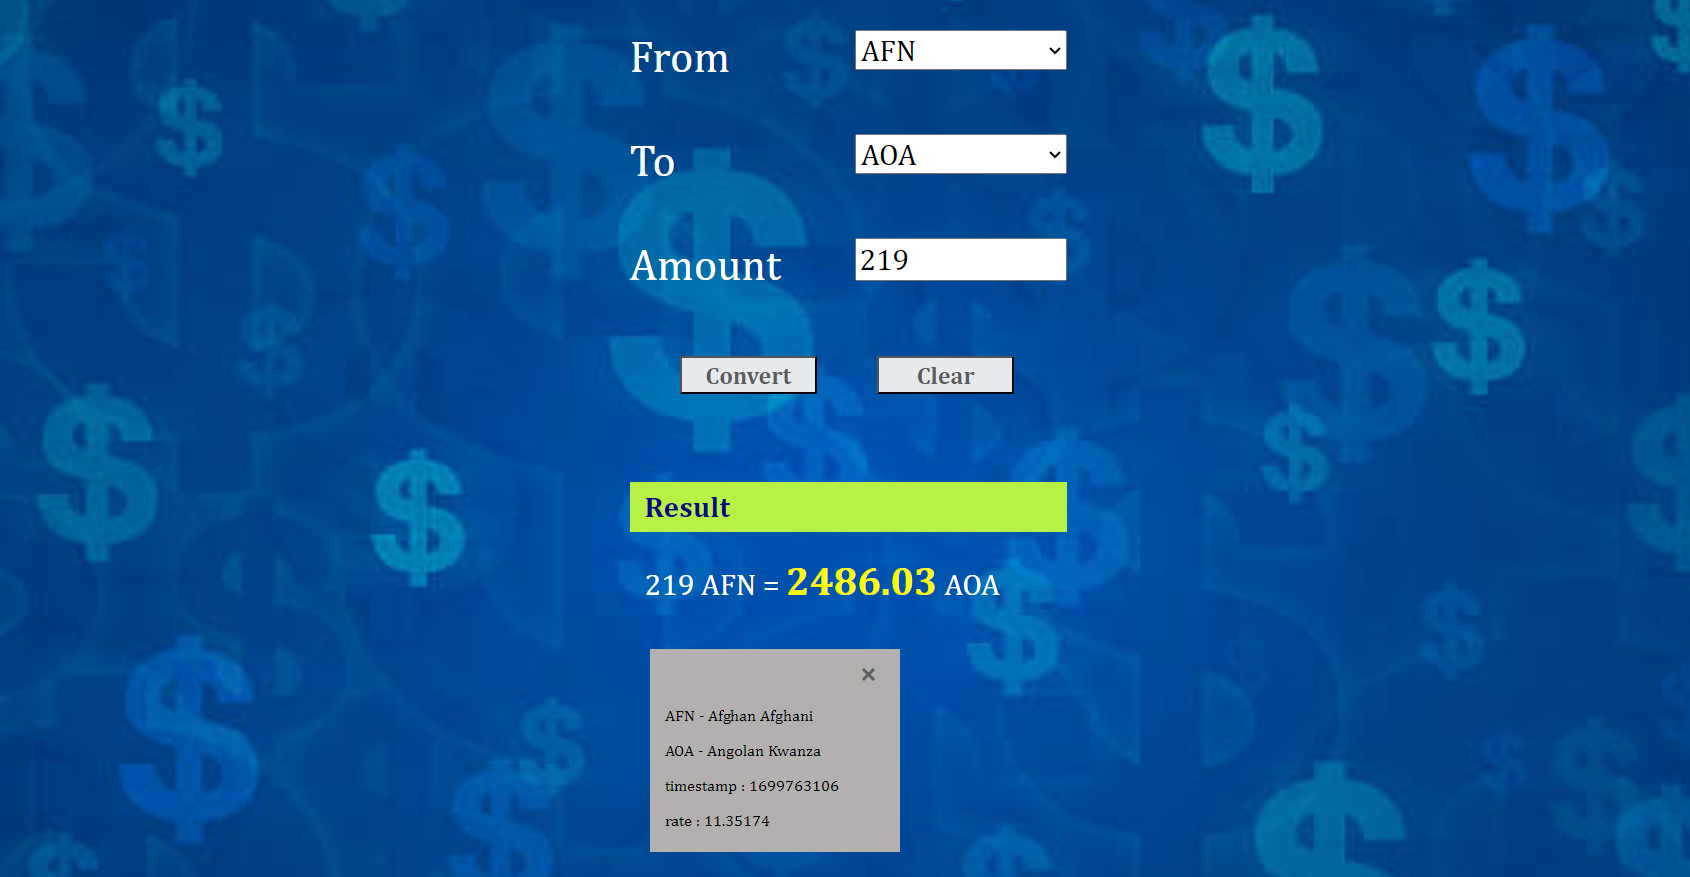 From AFN
To AOA
Amount 219
Convert Clear
Result
219 AFN = 2486.03 AOA
×
AFN - Afghan Afghani
AOA - Angolan Kwanza
timestamp : 1699763106
rate : 11.35174